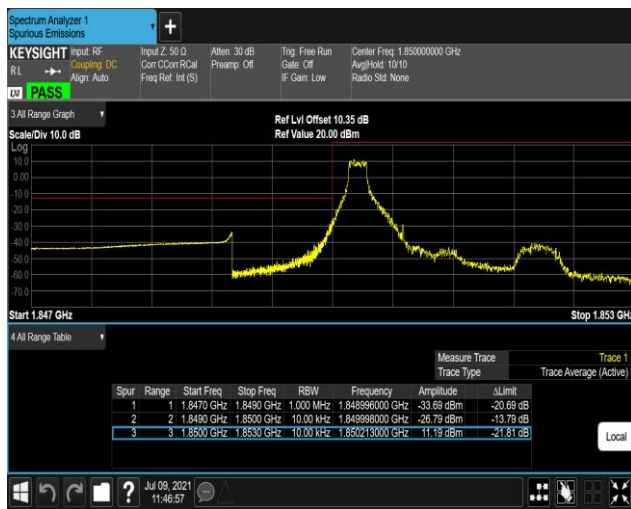 Spectrum Analyzer 1
Spurious Emissions
KEYSIGHT Input: RF Input Z: 50 Ω Atten: 30 dB Trig: Free Run Center Freq: 1.850000000 GHz
RL Coupling: DC Corr CCorr RCal Preamp: Off Gate: Off Avg|Hold: 10/10
Align: Auto Freq Ref: Int (S) IF Gain: Low Radio Std: None
LXI PASS
3 All Range Graph
Ref Lvl Offset 10.35 dB
Scale/Div 10.0 dB Ref Value 20.00 dBm
Log
10.0
0.00
-10.0
-20.0
-30.0
-40.0
-50.0
-60.0
-70.0
Start 1.847 GHz Stop 1.853 GHz
4 All Range Table
Measure Trace Trace 1
Trace Type Trace Average (Active)
Spur Range Start Freq Stop Freq RBW Frequency Amplitude ΔLimit
1 1 1.8470 GHz 1.8490 GHz 1.000 MHz 1.848996000 GHz -33.69 dBm -20.69 dB
2 2 1.8490 GHz 1.8500 GHz 10.00 kHz 1.849998000 GHz -26.79 dBm -13.79 dB
3 3 1.8500 GHz 1.8530 GHz 10.00 kHz 1.850213000 GHz 11.19 dBm -21.81 dB
Local
? Jul 09, 2021
11:46:57